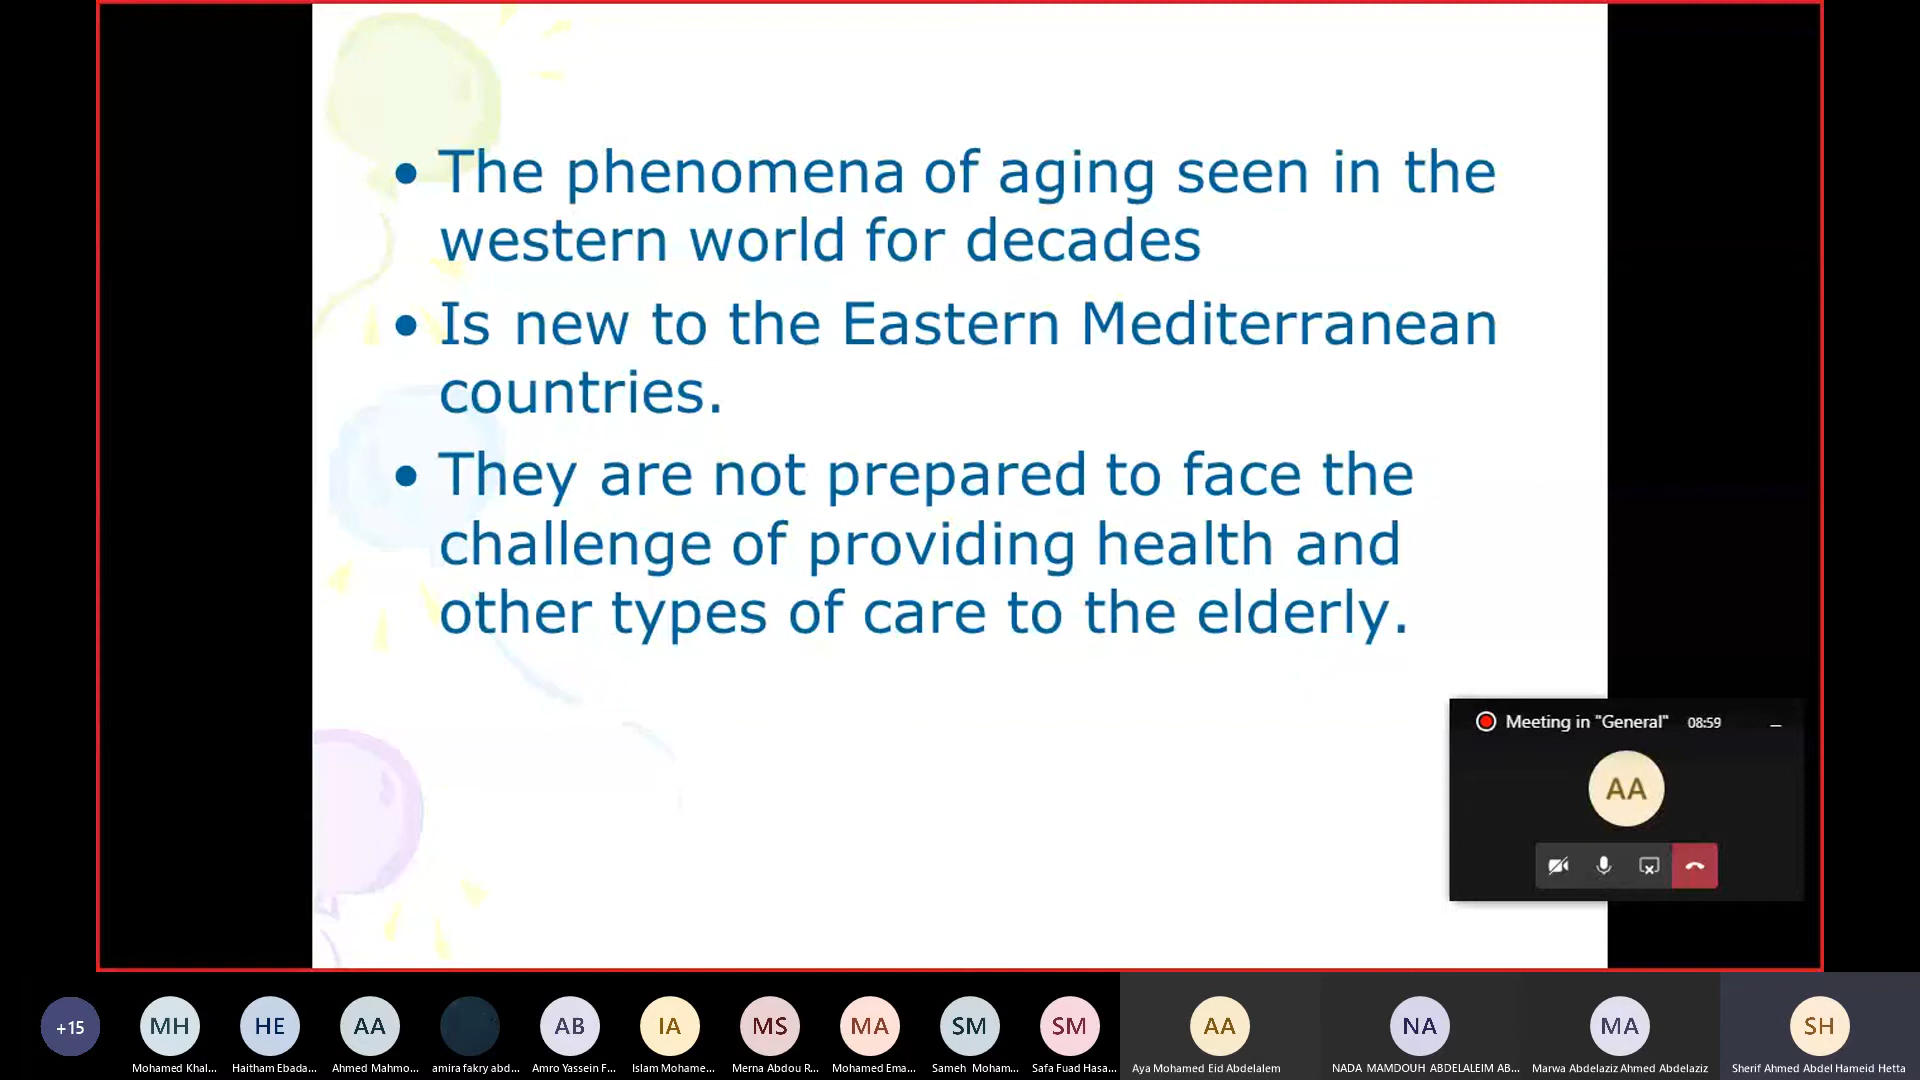 • The phenomena of aging seen in the
western world for decades
• Is new to the Eastern Mediterranean
countries.
• They are not prepared to face the
challenge of providing health and
other types of care to the elderly.
Meeting in "General" 08:59
AA
+15 MH HE AA AB IA MS MA SM SM AA NA MA SH
Mohamed Khal... Haitham Ebada... Ahmed Mahmo... amira fakry abd... Amro Yassein F... Islam Mohame... Merna Abdou R... Mohamed Ema... Sameh Moham... Safa Fuad Hasa... Aya Mohamed Eid Abdelalem NADA MAMDOUH ABDELALEIM AB... Marwa Abdelaziz Ahmed Abdelaziz Sherif Ahmed Abdel Hameid Hetta